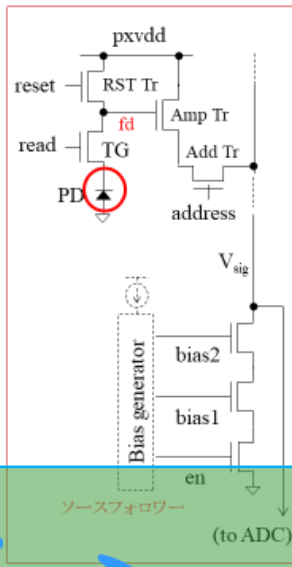 pxvdd
reset
RST Tr
fd
Amp Tr
read
TG
Add Tr
PD
address
Vsig
Bias generator
bias2
bias1
en
ソースフォロワー
(to ADC)